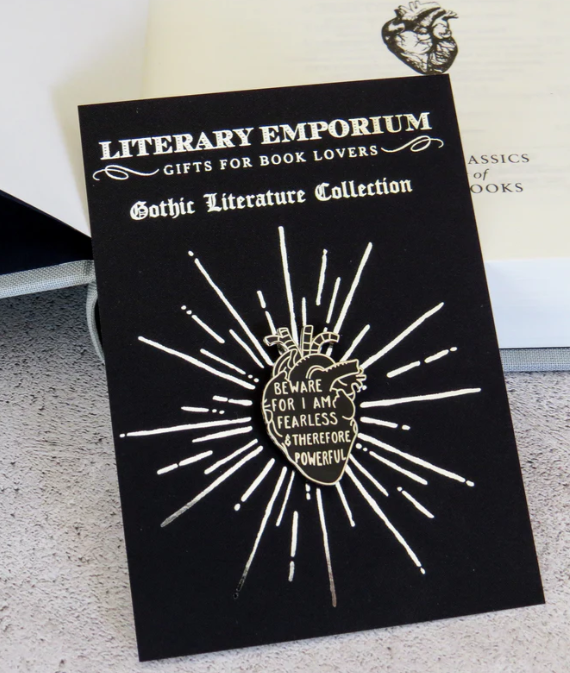 LITERARY EMPORIUM
GIFTS FOR BOOK LOVERS
Gothic Literature Collection
BEWARE
FOR I AM
FEARLESS
& THEREFORE
POWERFUL
ASSICS
of
OOKS